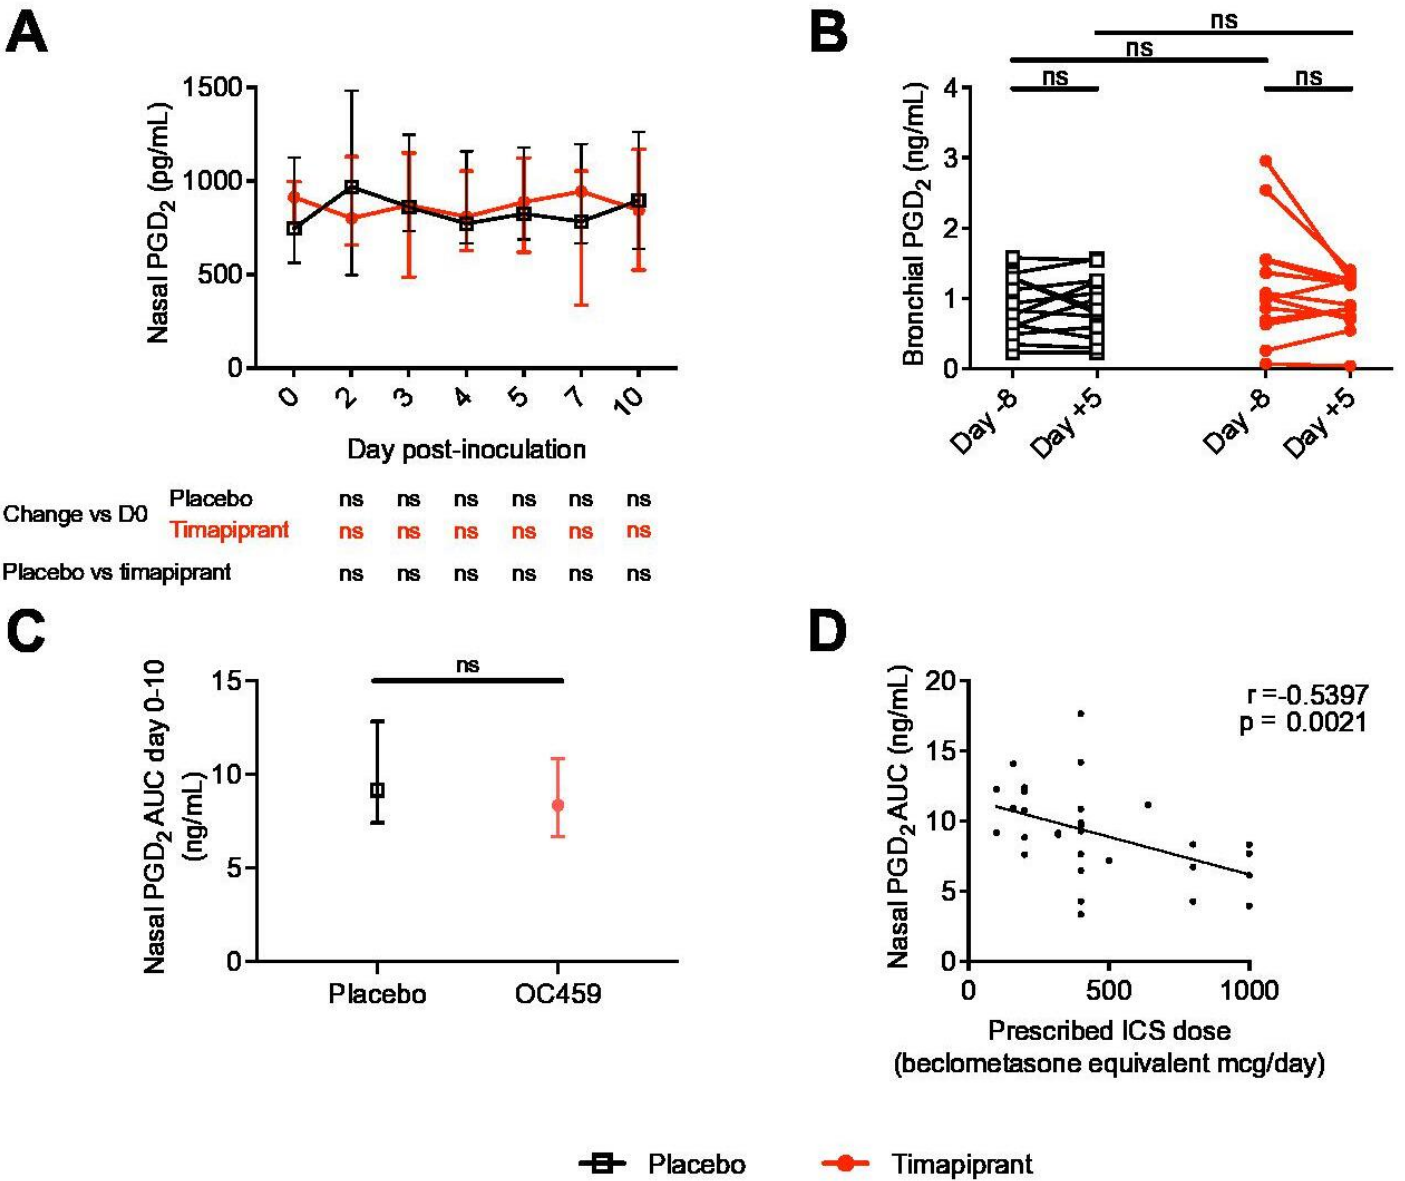 A
Nasal PGD2 (pg/mL)
1500
1000
500
0
0 2 3 4 5 7 10
Day post-inoculation
Change vs D0
Placebo ns ns ns ns ns ns
Timapiprant ns ns ns ns ns ns
Placebo vs timapiprant ns ns ns ns ns ns
B
ns
ns
ns ns
Bronchial PGD2 (ng/mL)
4
3
2
1
0
Day -8 Day +5 Day -8 Day +5
C
Nasal PGD2 AUC day 0-10
(ng/mL)
ns
15
10
5
0
Placebo OC459
D
Nasal PGD2 AUC (ng/mL)
20
15
10
5
0
r =-0.5397
p = 0.0021
0 500 1000
Prescribed ICS dose
(beclometasone equivalent mcg/day)
Placebo Timapiprant